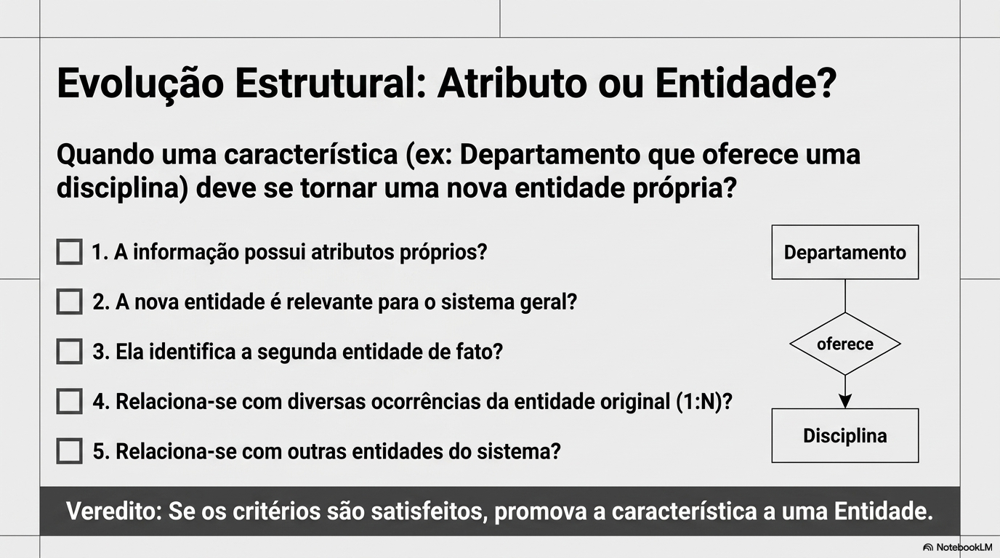 Evolução Estrutural: Atributo ou Entidade?
Quando uma característica (ex: Departamento que oferece uma
disciplina) deve se tornar uma nova entidade própria?
1. A informação possui atributos próprios?
2. A nova entidade é relevante para o sistema geral?
3. Ela identifica a segunda entidade de fato?
4. Relaciona-se com diversas ocorrências da entidade original (1:N)?
5. Relaciona-se com outras entidades do sistema?
Departamento
oferece
Disciplina
Veredito: Se os critérios são satisfeitos, promova a característica a uma Entidade.
NotebookLM